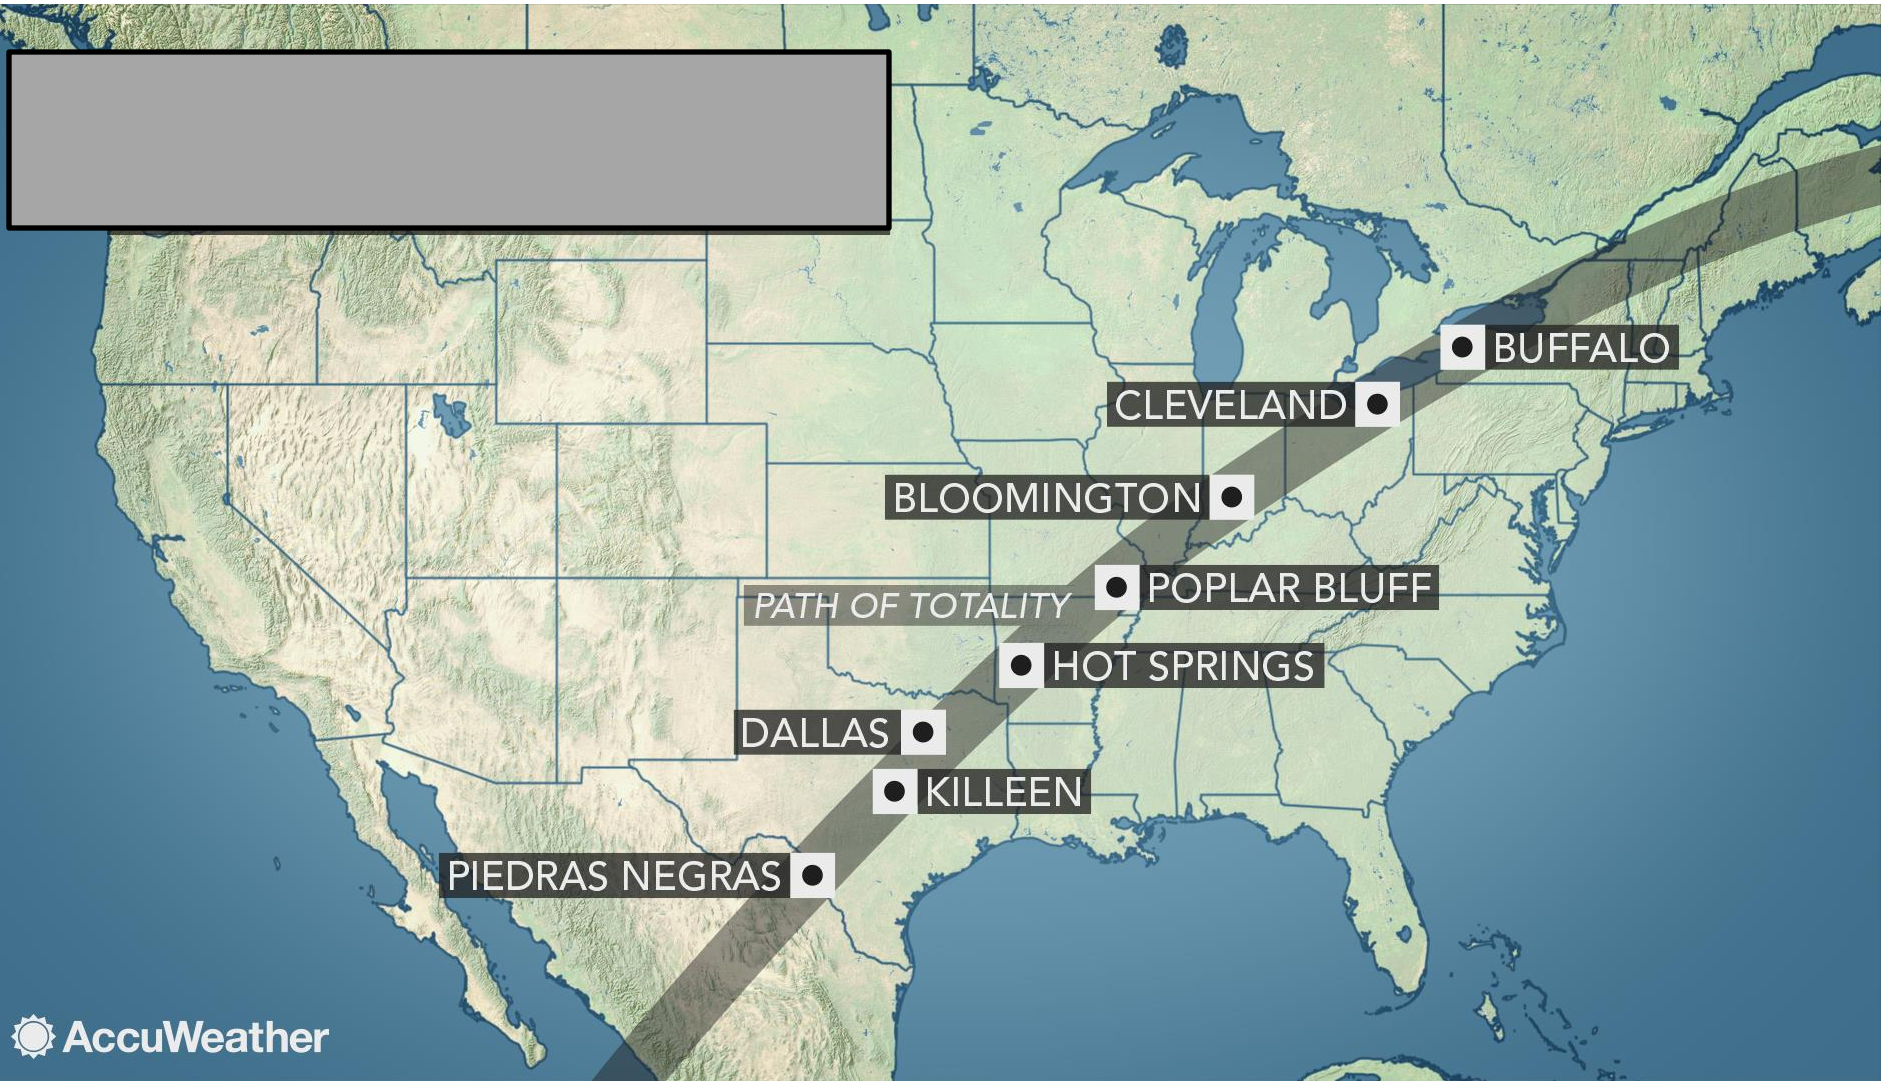 BUFFALO
CLEVELAND
BLOOMINGTON
POPLAR BLUFF
PATH OF TOTALITY
HOT SPRINGS
DALLAS
KILLEEN
PIEDRAS NEGRAS
AccuWeather